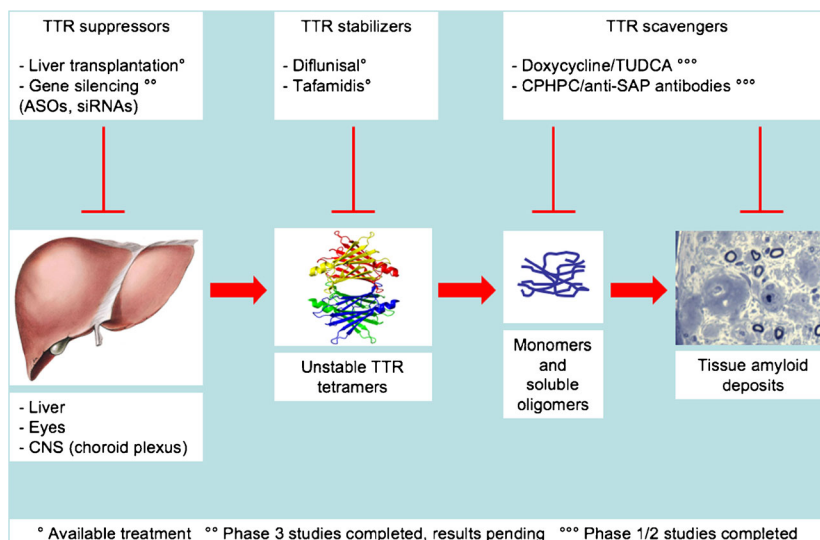 TTR suppressors
- Liver transplantation°
- Gene silencing °°
(ASOs, siRNAs)
TTR stabilizers
- Diflunisal°
- Tafamidis°
TTR scavengers
- Doxycycline/TUDCA °°°
- CPHPC/anti-SAP antibodies °°°
- Liver
- Eyes
- CNS (choroid plexus)
Unstable TTR
tetramers
Monomers
and
soluble
oligomers
Tissue amyloid
deposits
° Available treatment °° Phase 3 studies completed, results pending °°° Phase 1/2 studies completed